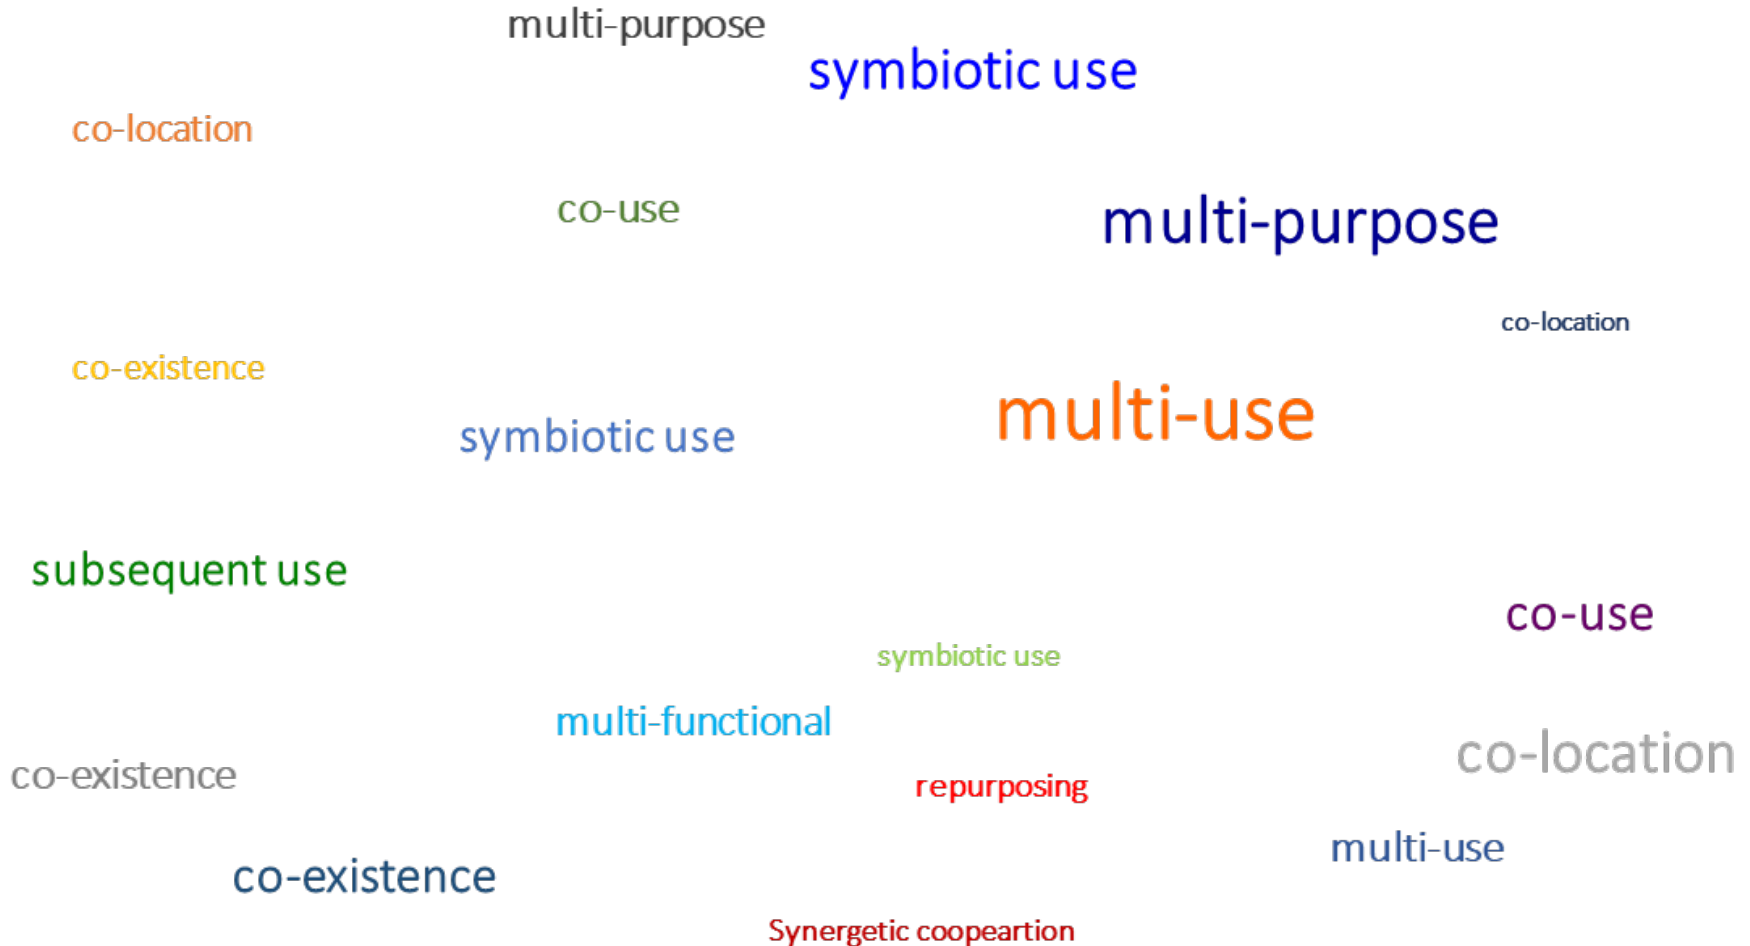 multi-purpose
symbiotic use
co-location
co-use
multi-purpose
co-location
co-existence
multi-use
symbiotic use
subsequent use
co-use
symbiotic use
multi-functional
co-location
co-existence
repurposing
multi-use
co-existence
Synergetic coopeartion